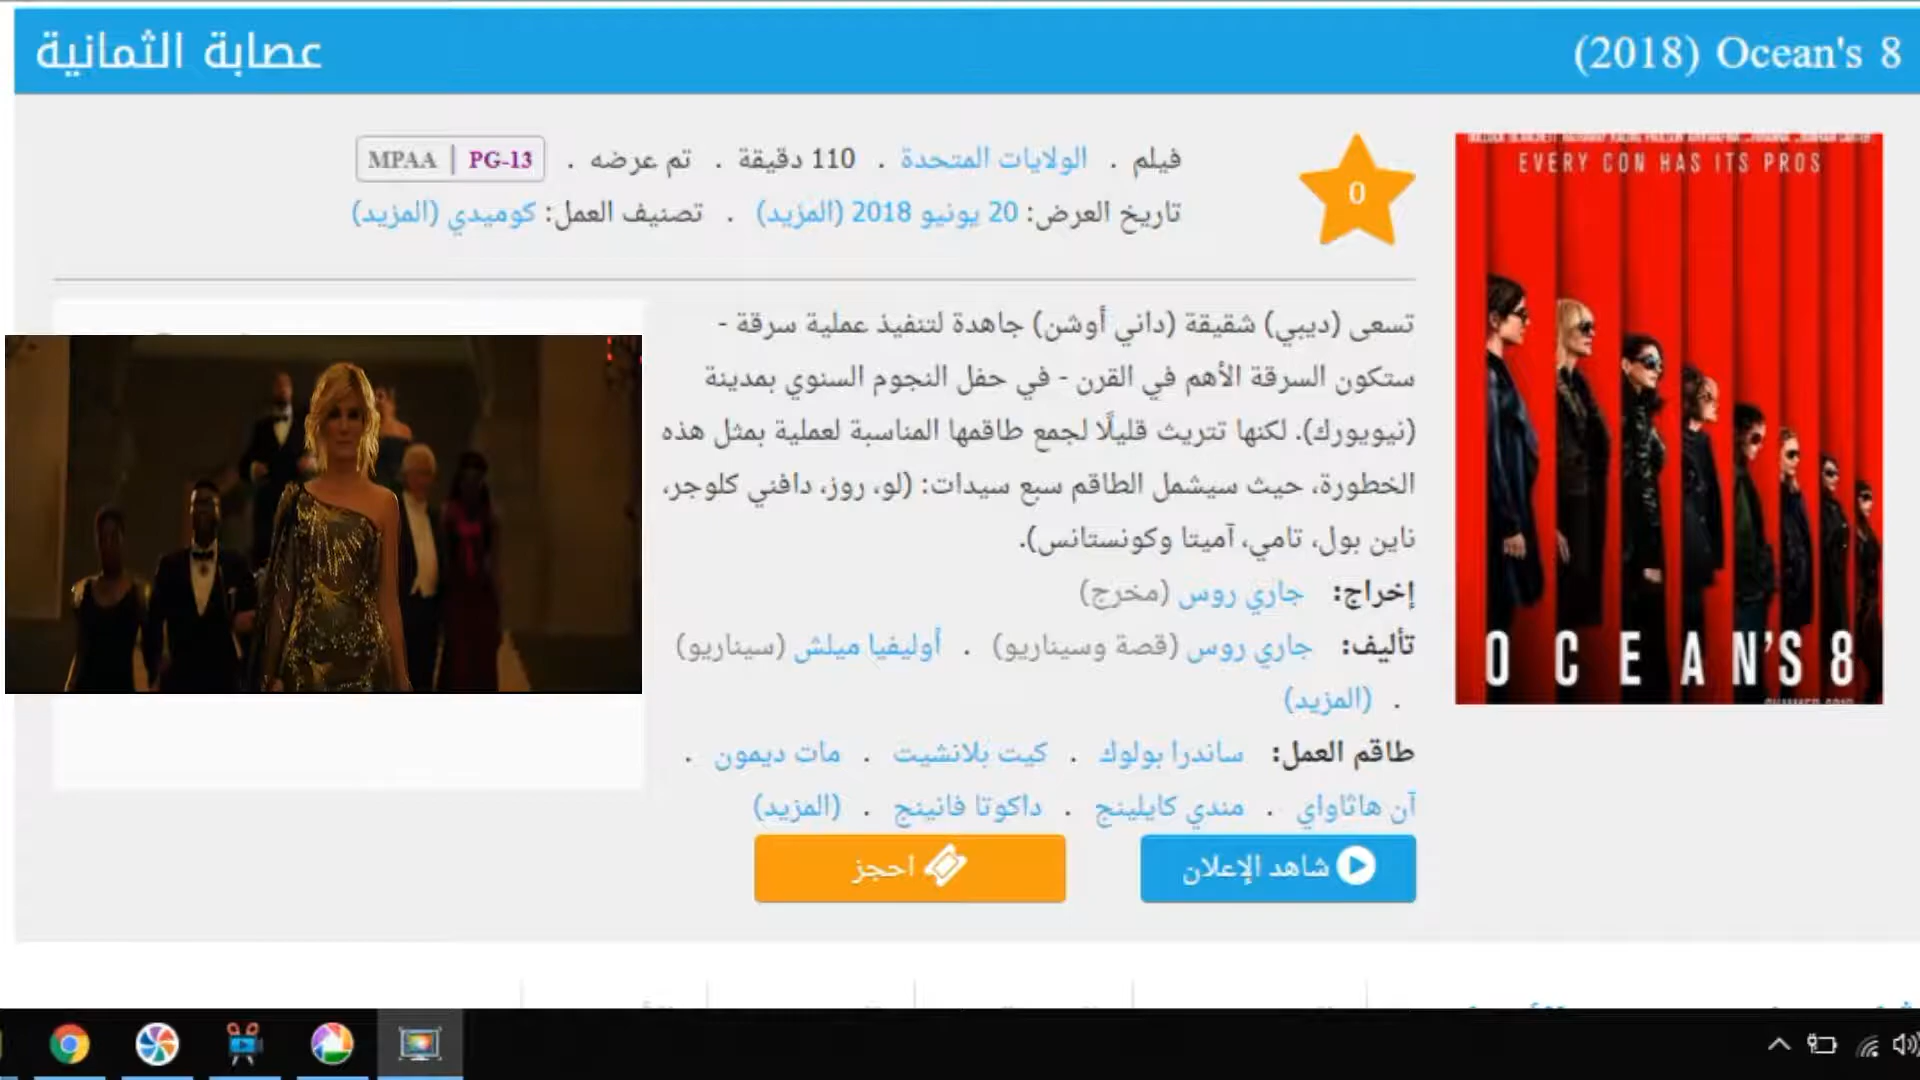 Ocean's 8 (2018)
عصابة الثمانية
فيلم . الولايات المتحدة . 110 دقيقة . تم عرضه . MPAA | PG-13
تاريخ العرض: 20 يونيو 2018 (المزيد) . تصنيف العمل: كوميدي (المزيد)
0
EVERY CON HAS ITS PROS
تسعى (ديبي) شقيقة (داني أوشن) جاهدة لتنفيذ عملية سرقة -
ستكون السرقة الأهم في القرن - في حفل النجوم السنوي بمدينة
(نيويورك). لكنها تتريث قليلًا لجمع طاقمها المناسبة لعملية بمثل هذه
الخطورة، حيث سيشمل الطاقم سبع سيدات: (لو، روز، دافني كلوجر،
ناين بول، تامي، آميتا وكونستانس).
إخراج: جاري روس (مخرج)
تأليف: جاري روس (قصة وسيناريو) . أوليفيا ميلش (سيناريو)
. (المزيد)
OCEAN'S 8
طاقم العمل: ساندرا بولوك . كيت بلانشيت . مات ديمون .
آن هاثاواي . مندي كايلينج . داكوتا فانينج . (المزيد)
شاهد الإعلان
احجز